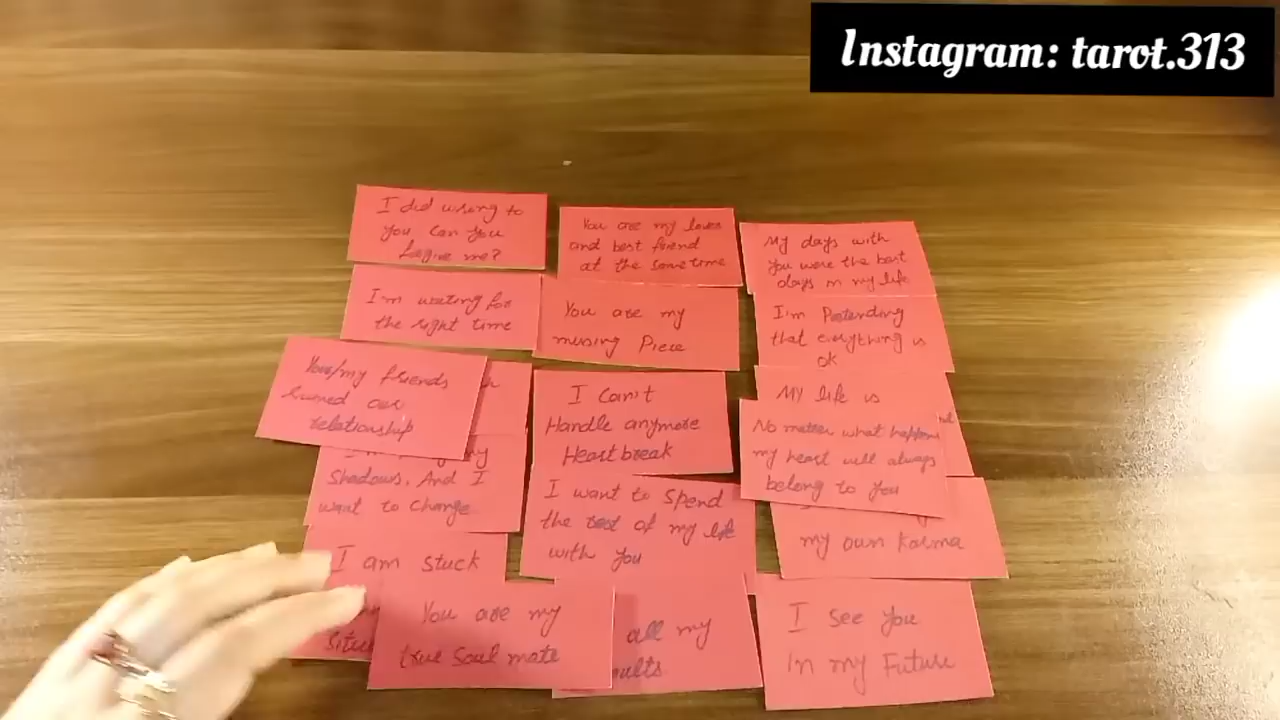 Instagram: tarot.313
I did wrong to
you can you
forgive me?
I'm waiting for
the right time
Your/my friends
ruined our
relationship
Shadows, And I
want to change
I am stuck
You are my
true Soul mate
You are my lover
and best friend
at the same time
You are my
missing Piece
I can't
Handle anymore
Heartbreak
I want to spend
the rest of my life
with you
all my
My days with
you were the best
days in my life
I'm Pretending
that everything is
ok
My life is
No matter what happens
my heart will always
belong to you
my own Karma
I see you
In my Future